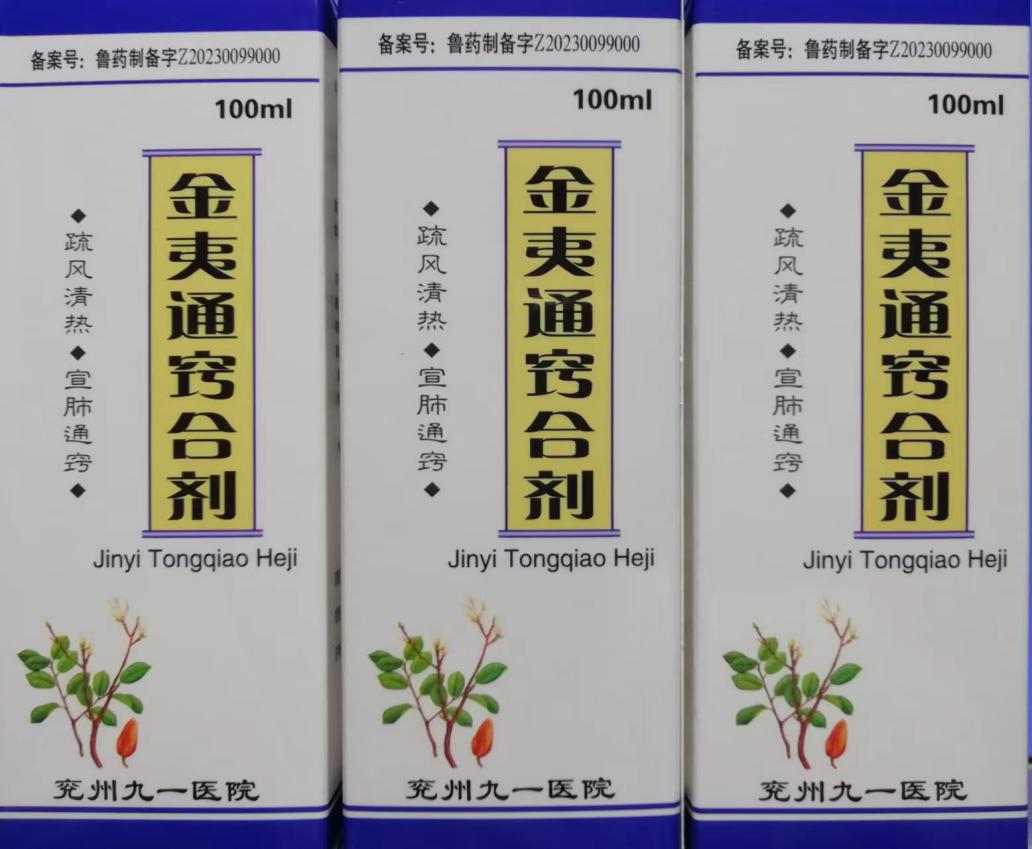 备案号：鲁药制备字Z20230099000
100ml
金夷通窍合剂
◆疏风清热◆宣肺通窍◆
Jinyi Tongqiao Heji
兖州九一医院
备案号：鲁药制备字Z20230099000
100ml
金夷通窍合剂
◆疏风清热◆宣肺通窍◆
Jinyi Tongqiao Heji
兖州九一医院
备案号：鲁药制备字Z20230099000
100ml
金夷通窍合剂
◆疏风清热◆宣肺通窍◆
Jinyi Tongqiao Heji
兖州九一医院